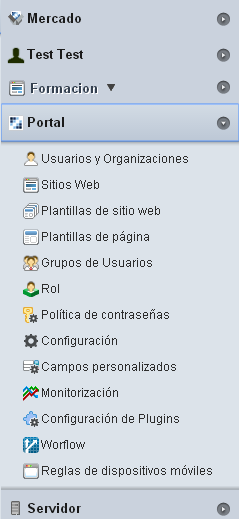 Mercado
Test Test
Formacion
Portal
Usuarios y Organizaciones
Sitios Web
Plantillas de sitio web
Plantillas de página
Grupos de Usuarios
Rol
Política de contraseñas
Configuración
Campos personalizados
Monitorización
Configuración de Plugins
Worflow
Reglas de dispositivos móviles
Servidor